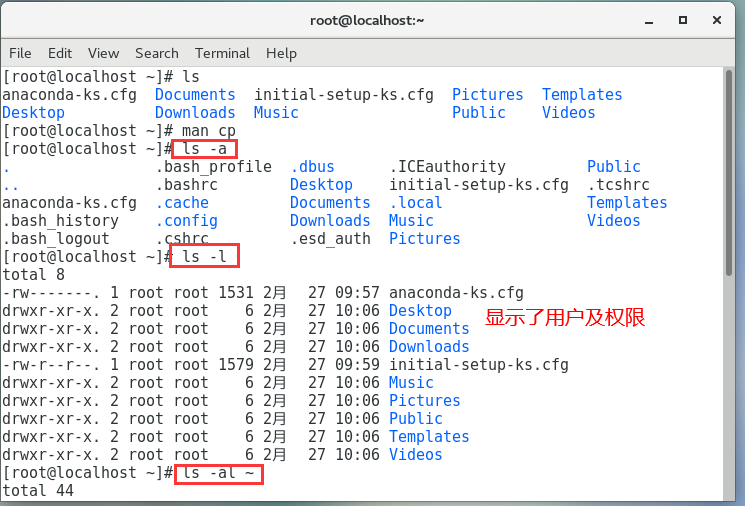 root@localhost:~
File Edit View Search Terminal Help
[root@localhost ~]# ls
anaconda-ks.cfg Documents initial-setup-ks.cfg Pictures Templates
Desktop Downloads Music Public Videos
[root@localhost ~]# man cp
[root@localhost ~]# ls -a
. .bash_profile .dbus .ICEauthority Public
.. .bashrc Desktop initial-setup-ks.cfg .tcshrc
anaconda-ks.cfg .cache Documents .local Templates
.bash_history .config Downloads Music Videos
.bash_logout .cshrc .esd_auth Pictures
[root@localhost ~]# ls -l
total 8
-rw-------. 1 root root 1531 2月 27 09:57 anaconda-ks.cfg
drwxr-xr-x. 2 root root 6 2月 27 10:06 Desktop
显示了用户及权限
drwxr-xr-x. 2 root root 6 2月 27 10:06 Documents
drwxr-xr-x. 2 root root 6 2月 27 10:06 Downloads
-rw-r--r--. 1 root root 1579 2月 27 09:59 initial-setup-ks.cfg
drwxr-xr-x. 2 root root 6 2月 27 10:06 Music
drwxr-xr-x. 2 root root 6 2月 27 10:06 Pictures
drwxr-xr-x. 2 root root 6 2月 27 10:06 Public
drwxr-xr-x. 2 root root 6 2月 27 10:06 Templates
drwxr-xr-x. 2 root root 6 2月 27 10:06 Videos
[root@localhost ~]# ls -al ~
total 44